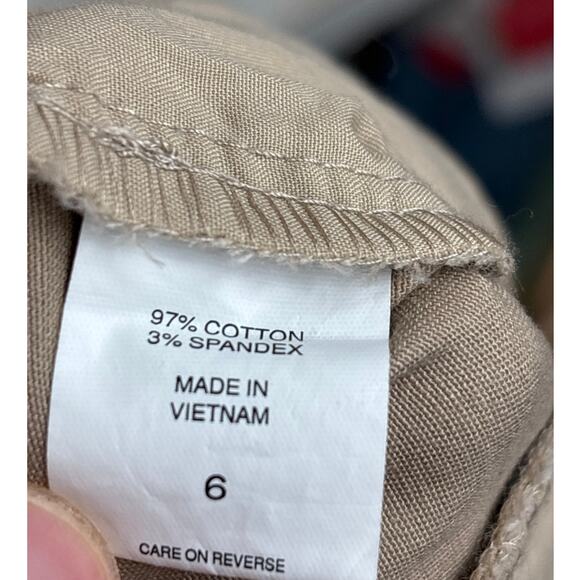 97% COTTON
3% SPANDEX
MADE IN
VIETNAM
6
CARE ON REVERSE